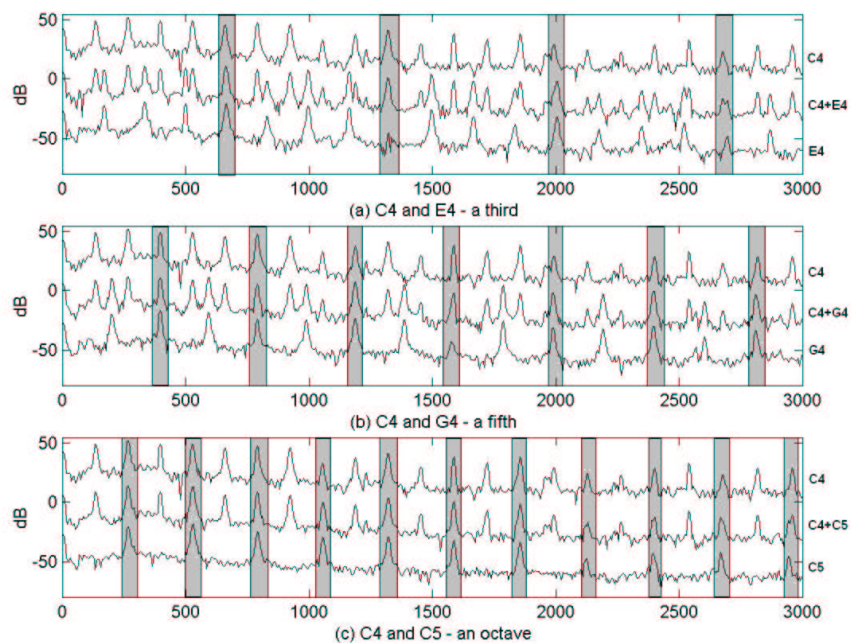 50
0
-50
dB
C4
C4+E4
E4
0 500 1000 1500 2000 2500 3000
(a) C4 and E4 - a third
50
0
-50
dB
C4
C4+G4
G4
0 500 1000 1500 2000 2500 3000
(b) C4 and G4 - a fifth
50
0
-50
dB
C4
C4+C5
C5
0 500 1000 1500 2000 2500 3000
(c) C4 and C5 - an octave